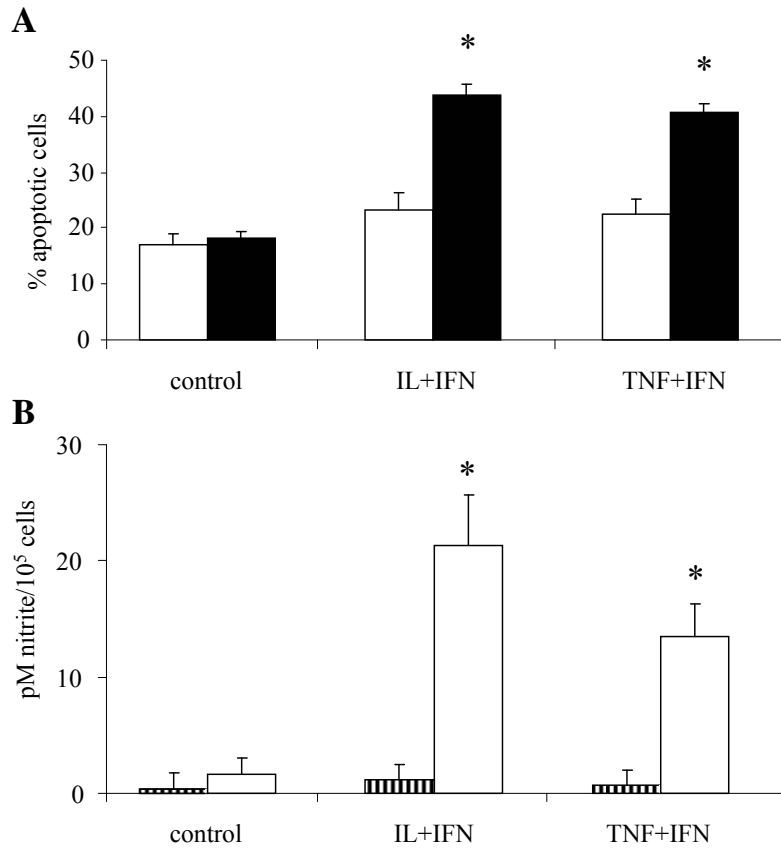 A
50
40
30
20
10
0
% apoptotic cells
*
*
control IL+IFN TNF+IFN
B
30
20
10
0
pM nitrite/10⁵ cells
*
*
control IL+IFN TNF+IFN